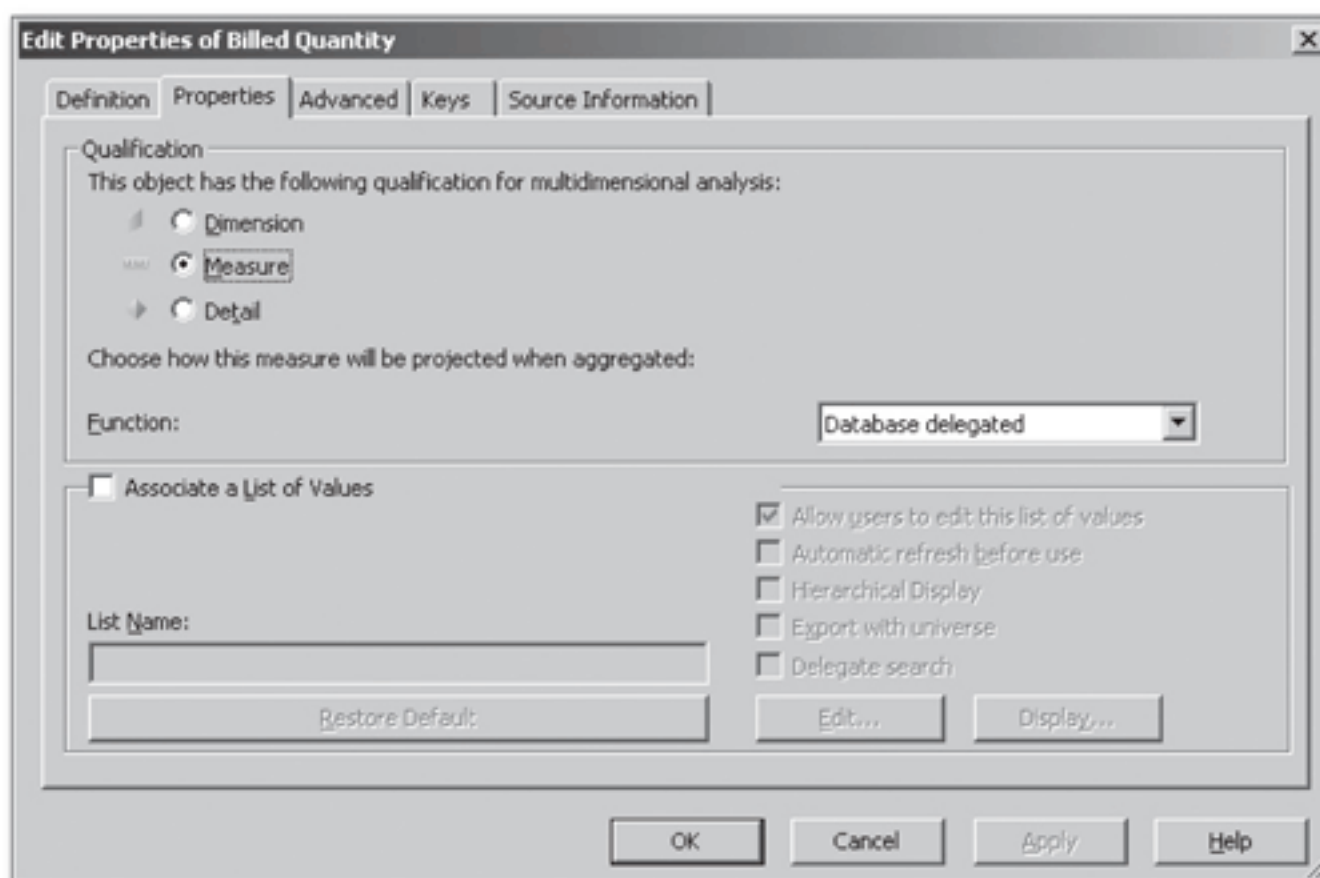 Edit Properties of Billed Quantity
Definition Properties Advanced Keys Source Information
Qualification
This object has the following qualification for multidimensional analysis:
Dimension
Measure
Detail
Choose how this measure will be projected when aggregated:
Function: Database delegated
Associate a List of Values
Allow users to edit this list of values
Automatic refresh before use
Hierarchical Display
Export with universe
Delegate search
List Name:
Restore Default Edit... Display...
OK Cancel Apply Help